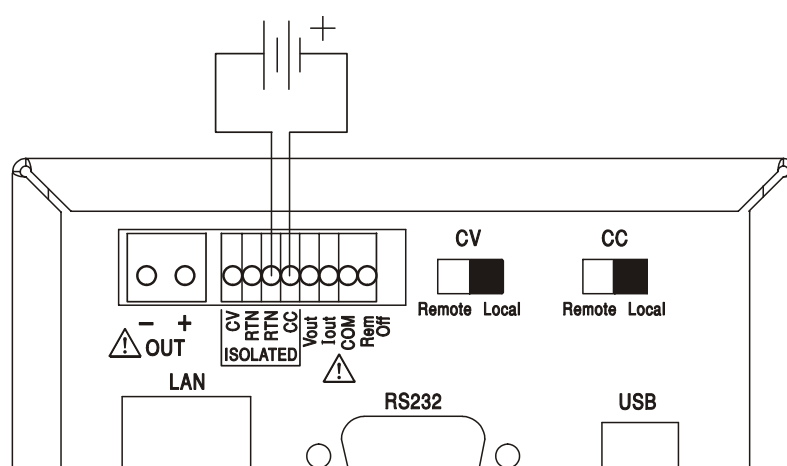 +
CV CC
Remote Local Remote Local
- +
CV RTN RTN CC Vout Iout COM Rem Off
⚠ OUT
ISOLATED
⚠
LAN
RS232
USB